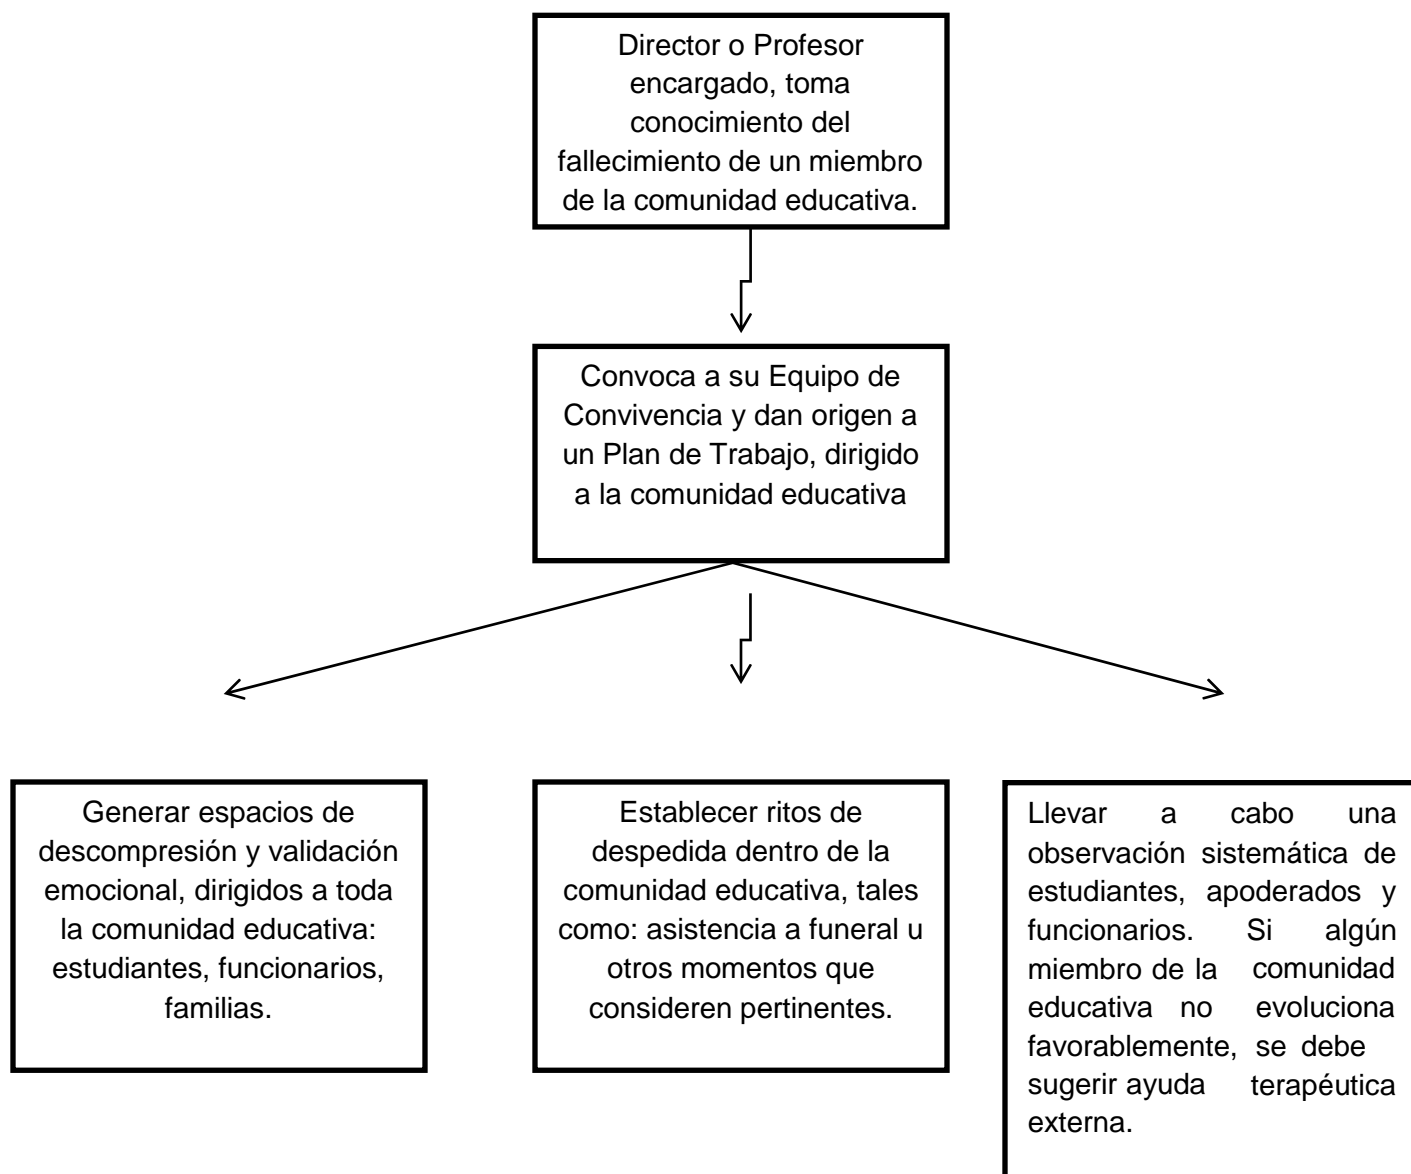 Director o Profesor
encargado, toma
conocimiento del
fallecimiento de un miembro
de la comunidad educativa.
Convoca a su Equipo de
Convivencia y dan origen a
un Plan de Trabajo, dirigido
a la comunidad educativa
Generar espacios de
descompresión y validación
emocional, dirigidos a toda
la comunidad educativa:
estudiantes, funcionarios,
familias.
Establecer ritos de
despedida dentro de la
comunidad educativa, tales
como: asistencia a funeral u
otros momentos que
consideren pertinentes.
Llevar a cabo una
observación sistemática de
estudiantes, apoderados y
funcionarios. Si algún
miembro de la comunidad
educativa no evoluciona
favorablemente, se debe
sugerir ayuda terapéutica
externa.